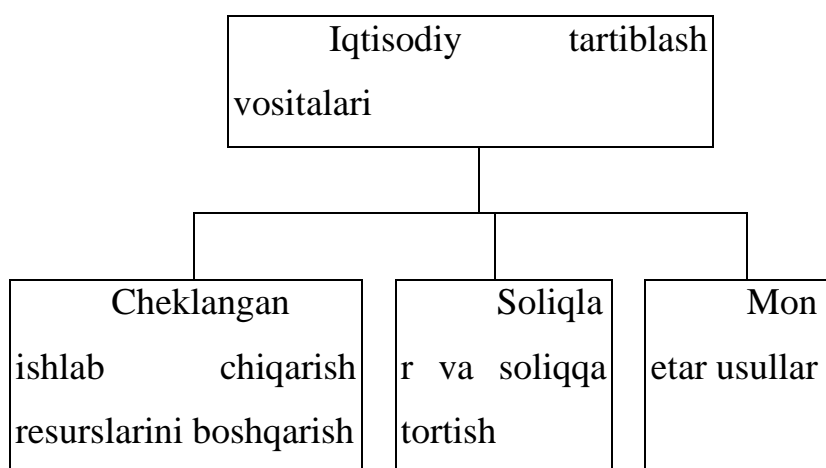 Iqtisodiy tartiblash
vositalari
Cheklangan
ishlab chiqarish
resurslarini boshqarish
Soliqla
r va soliqqa
tortish
Mon
etar usullar